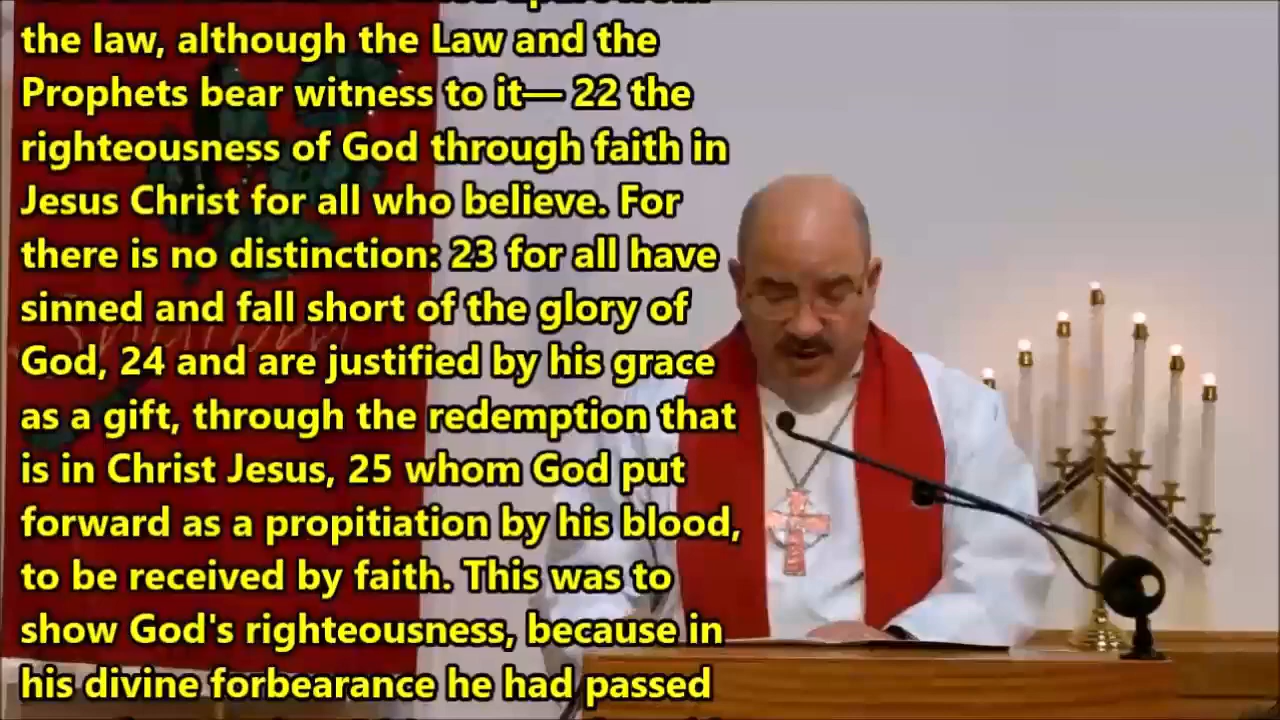 the law, although the Law and the
Prophets bear witness to it— 22 the
righteousness of God through faith in
Jesus Christ for all who believe. For
there is no distinction: 23 for all have
sinned and fall short of the glory of
God, 24 and are justified by his grace
as a gift, through the redemption that
is in Christ Jesus, 25 whom God put
forward as a propitiation by his blood,
to be received by faith. This was to
show God's righteousness, because in
his divine forbearance he had passed